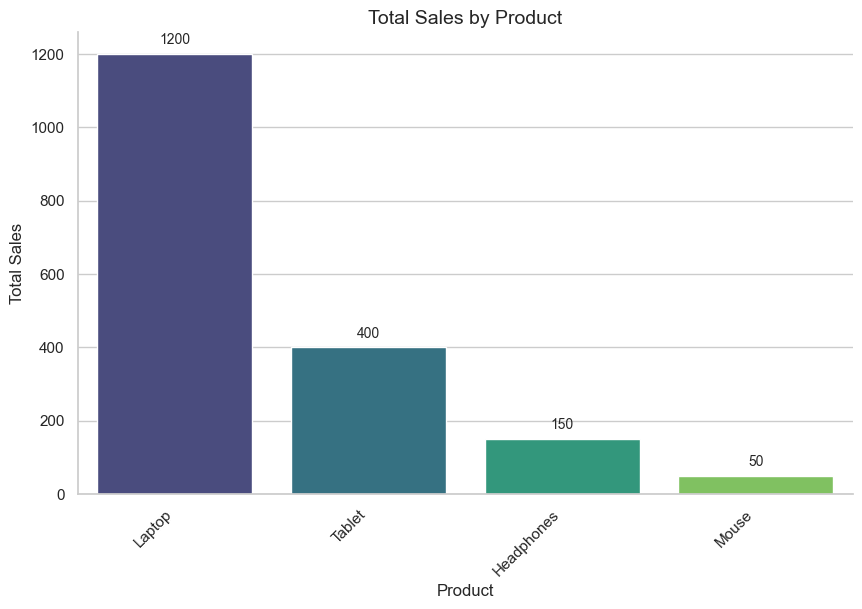 Total Sales by Product
1200
1200
1000
800
Total Sales
600
400
400
200
150
50
0
Laptop
Tablet
Headphones
Mouse
Product